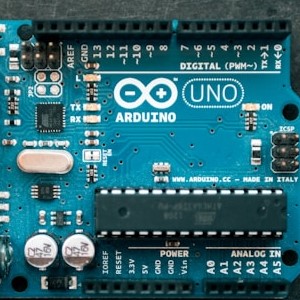 AREF
GND
13
12
~11
~10
~9
8
7
~6
~5
4
~3
2
TX→1
RX←0
DIGITAL (PWM~)
TX
RX
UNO
ARDUINO
ON
ICSP
WWW.ARDUINO.CC - MADE IN ITALY
POWER
ANALOG IN
IOREF
RESET
3.3V
5V
GND
GND
Vin
A0
A1
A2
A3
A4
A5